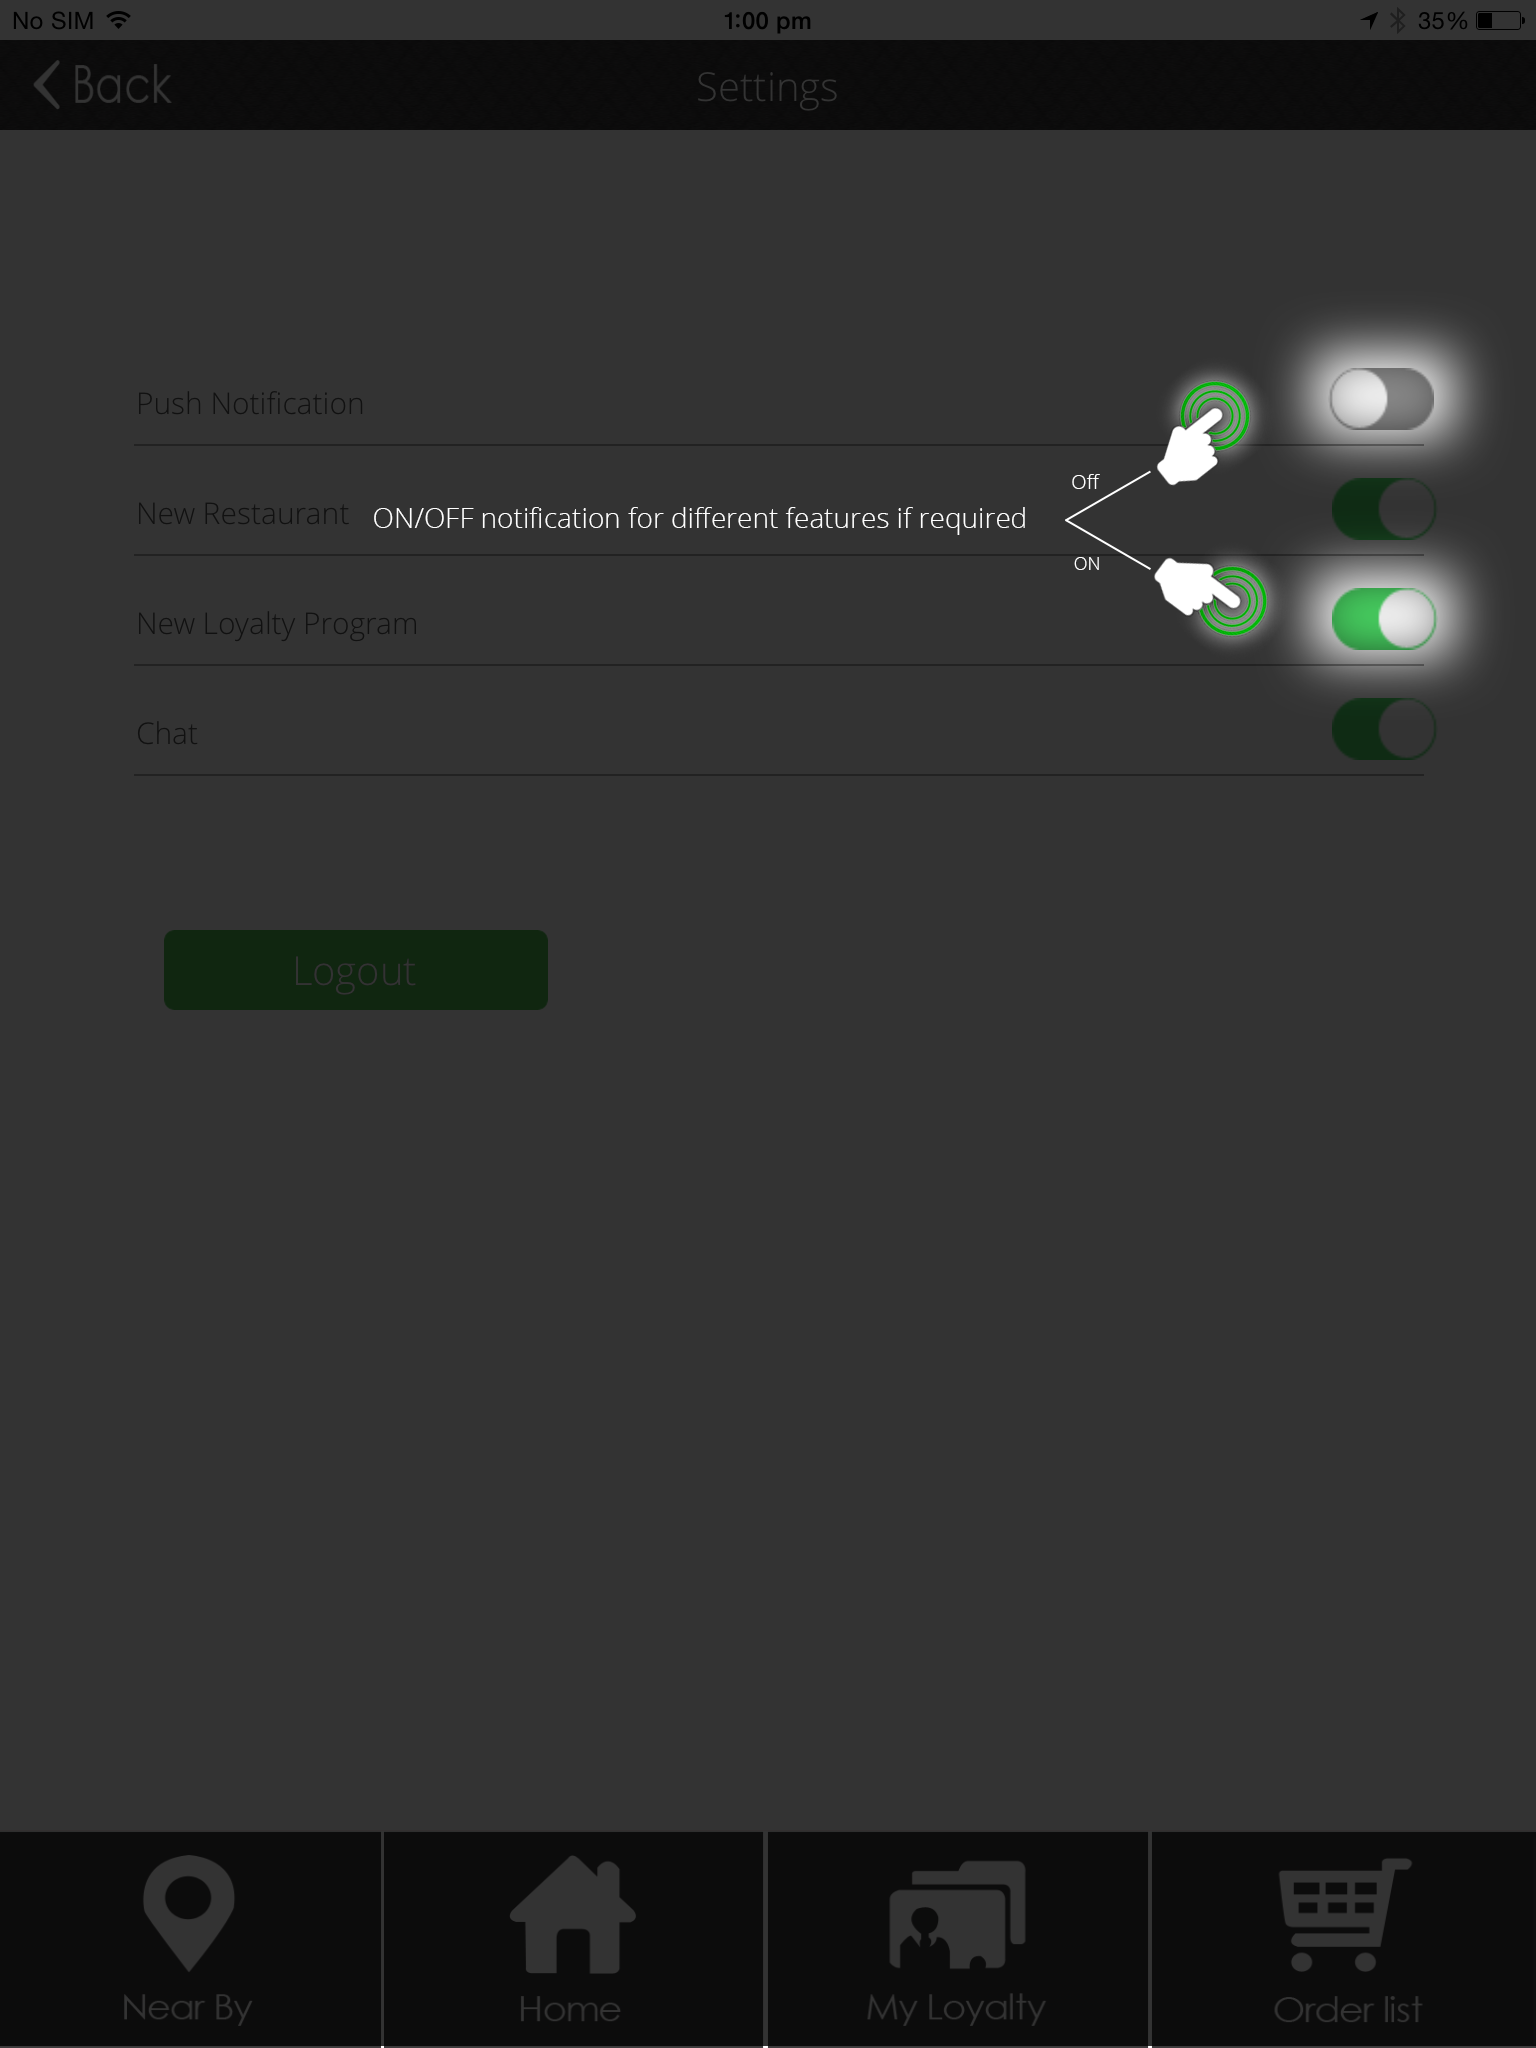 No SIM 1:00 pm 35%
Back Settings
Push Notification
Off
New Restaurant ON/OFF notification for different features if required
ON
New Loyalty Program
Chat
Logout
Near By Home My Loyalty Order list